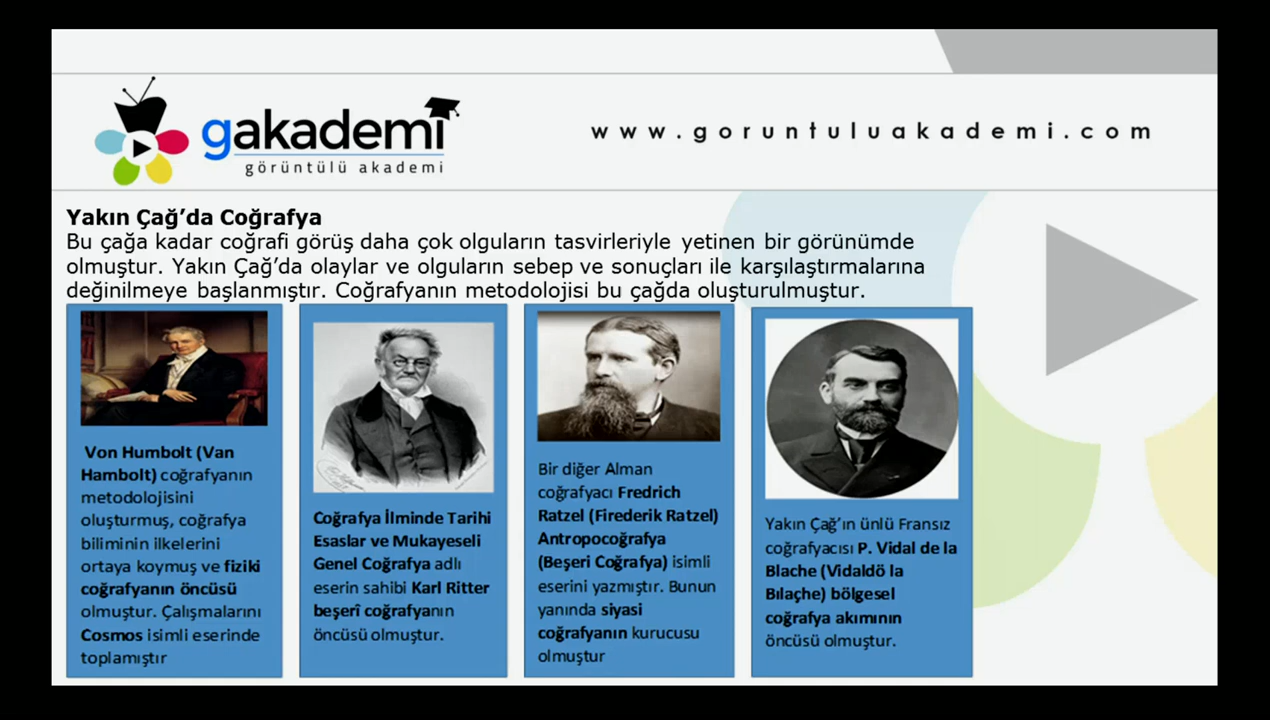 gakademi
görüntülü akademi
www.goruntuluakademi.com
Yakın Çağ’da Coğrafya
Bu çağa kadar coğrafi görüş daha çok olguların tasvirleriyle yetinen bir görünümde
olmuştur. Yakın Çağ’da olaylar ve olguların sebep ve sonuçları ile karşılaştırmalarına
değinilmeye başlanmıştır. Coğrafyanın metodolojisi bu çağda oluşturulmuştur.
Von Humbolt (Van
Hambolt) coğrafyanın
metodolojisini
oluşturmuş, coğrafya
biliminin ilkelerini
ortaya koymuş ve fiziki
coğrafyanın öncüsü
olmuştur. Çalışmalarını
Cosmos isimli eserinde
toplamıştır
Coğrafya İlminde Tarihi
Esaslar ve Mukayeseli
Genel Coğrafya adlı
eserin sahibi Karl Ritter
beşerî coğrafyanın
öncüsü olmuştur.
Bir diğer Alman
coğrafyacı Fredrich
Ratzel (Firederik Ratzel)
Antropocoğrafya
(Beşeri Coğrafya) isimli
eserini yazmıştır. Bunun
yanında siyasi
coğrafyanın kurucusu
olmuştur
Yakın Çağ’ın ünlü Fransız
coğrafyacısı P. Vidal de la
Blache (Vidaldö la
Bılaçhe) bölgesel
coğrafya akımının
öncüsü olmuştur.